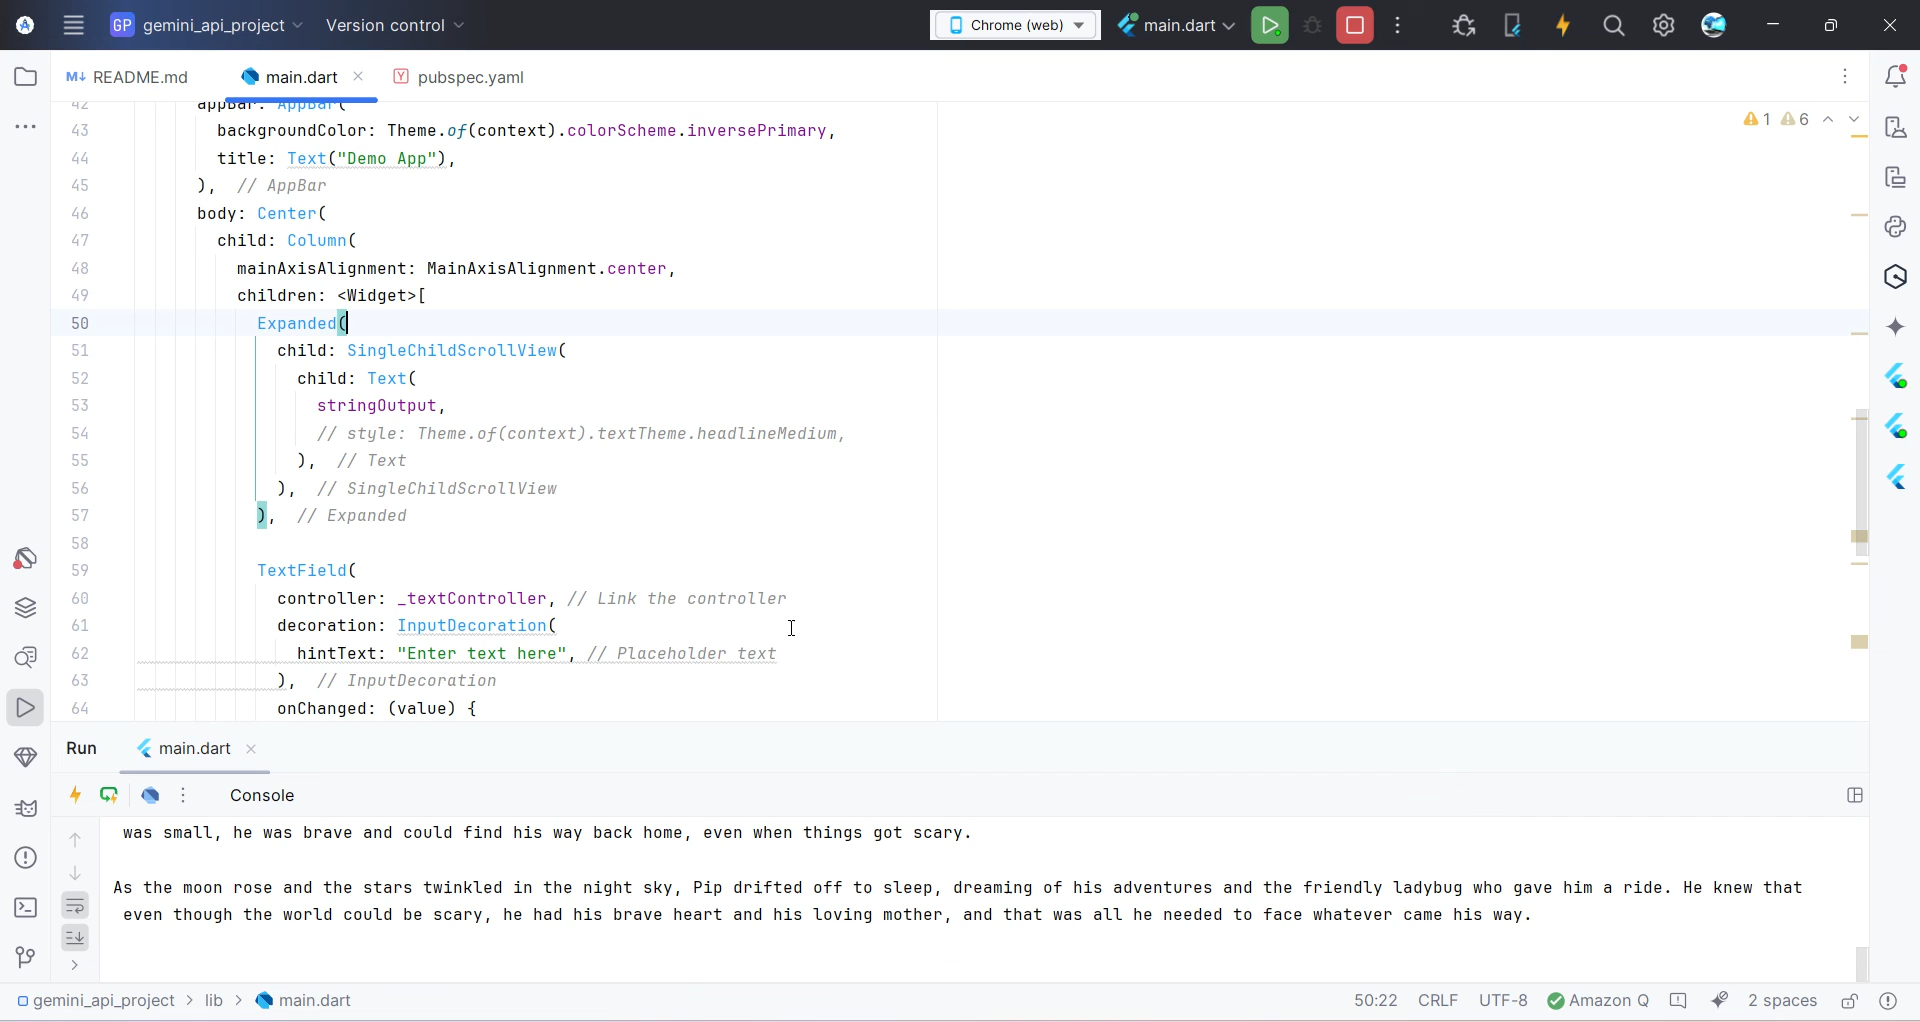 GP gemini_api_project Version control Chrome (web) main.dart
M↓ README.md main.dart pubspec.yaml
42 appBar: AppBar(
43 backgroundColor: Theme.of(context).colorScheme.inversePrimary,
44 title: Text("Demo App"),
45 ), // AppBar
46 body: Center(
47 child: Column(
48 mainAxisAlignment: MainAxisAlignment.center,
49 children: <Widget>[
50 Expanded(
51 child: SingleChildScrollView(
52 child: Text(
53 stringOutput,
54 // style: Theme.of(context).textTheme.headlineMedium,
55 ), // Text
56 ), // SingleChildScrollView
57 ), // Expanded
58
59 TextField(
60 controller: _textController, // Link the controller
61 decoration: InputDecoration(
62 hintText: "Enter text here", // Placeholder text
63 ), // InputDecoration
64 onChanged: (value) {
1 6
Run main.dart
Console
was small, he was brave and could find his way back home, even when things got scary.
As the moon rose and the stars twinkled in the night sky, Pip drifted off to sleep, dreaming of his adventures and the friendly ladybug who gave him a ride. He knew that
even though the world could be scary, he had his brave heart and his loving mother, and that was all he needed to face whatever came his way.
gemini_api_project > lib > main.dart 50:22 CRLF UTF-8 Amazon Q 2 spaces